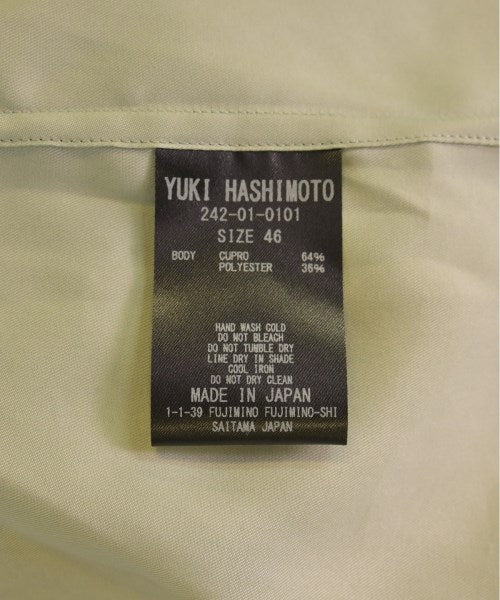 YUKI HASHIMOTO
242-01-0101
SIZE 46
BODY CUPRO 64%
POLYESTER 36%
HAND WASH COLD
DO NOT BLEACH
DO NOT TUMBLE DRY
LINE DRY IN SHADE
COOL IRON
DO NOT DRY CLEAN
MADE IN JAPAN
1-1-39 FUJIMINO FUJIMINO-SHI
SAITAMA JAPAN